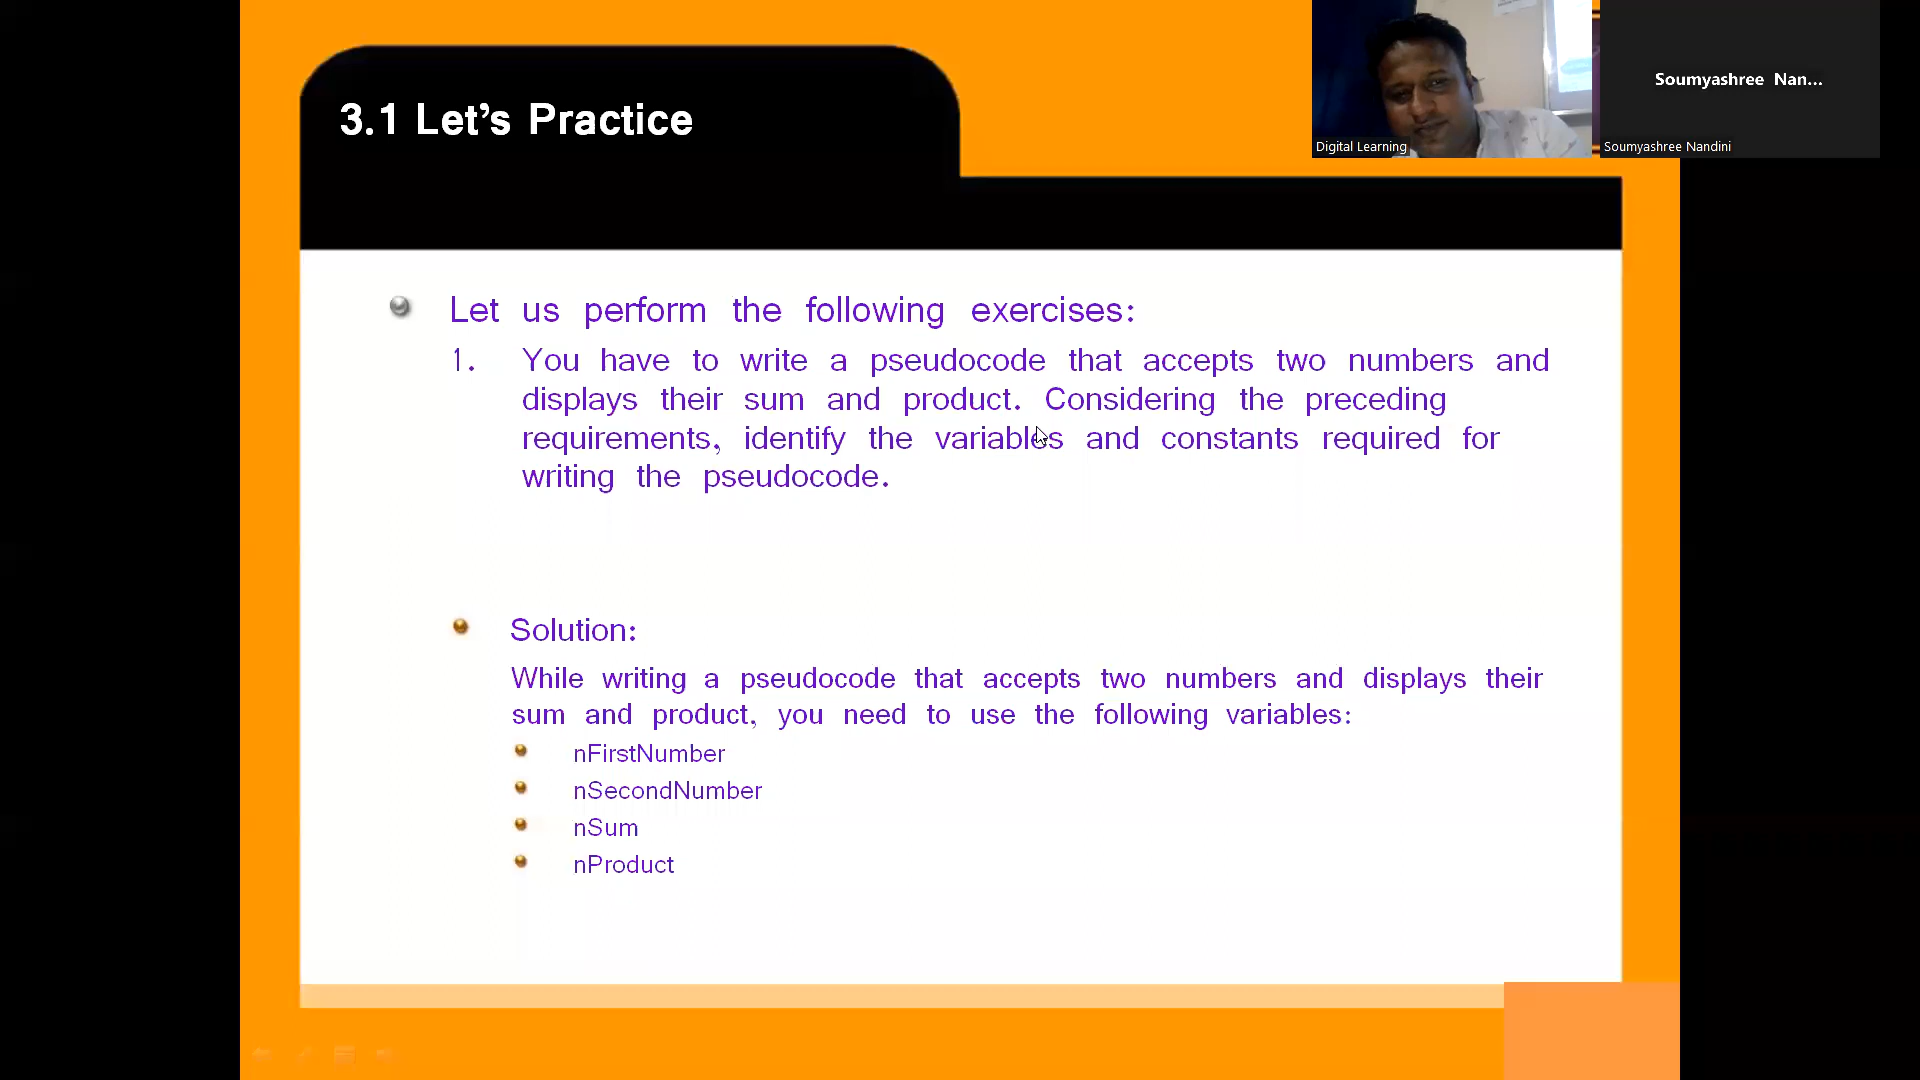 3.1 Let’s Practice
Soumyashree Nan...
Digital Learning
Soumyashree Nandini
Let us perform the following exercises:
1. You have to write a pseudocode that accepts two numbers and
displays their sum and product. Considering the preceding
requirements, identify the variables and constants required for
writing the pseudocode.
Solution:
While writing a pseudocode that accepts two numbers and displays their
sum and product, you need to use the following variables:
nFirstNumber
nSecondNumber
nSum
nProduct